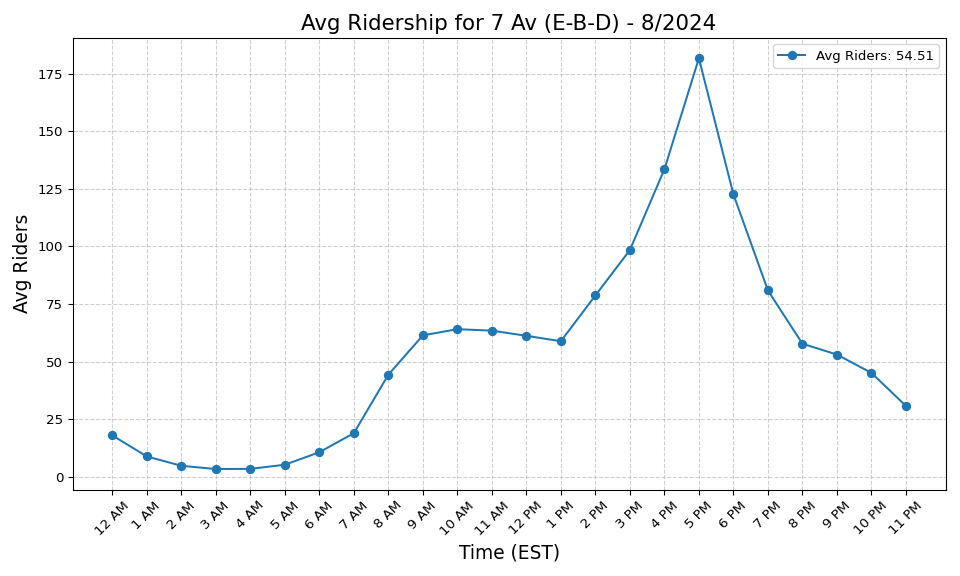 Avg Ridership for 7 Av (E-B-D) - 8/2024
Avg Riders: 54.51
Avg Riders
175
150
125
100
75
50
25
0
12 AM
1 AM
2 AM
3 AM
4 AM
5 AM
6 AM
7 AM
8 AM
9 AM
10 AM
11 AM
12 PM
1 PM
2 PM
3 PM
4 PM
5 PM
6 PM
7 PM
8 PM
9 PM
10 PM
11 PM
Time (EST)